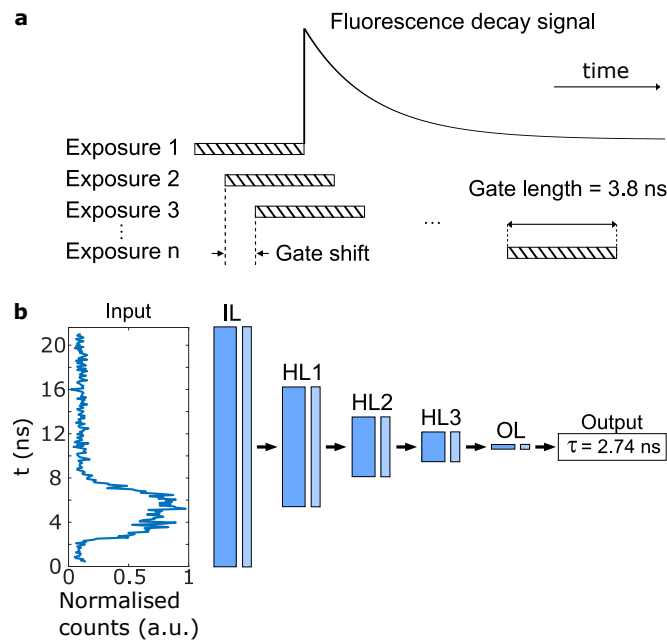 a
Fluorescence decay signal
time
Exposure 1
Exposure 2
Exposure 3
Gate length = 3.8 ns
⋮
...
Exposure n
Gate shift
b
Input
IL
HL1
HL2
HL3
OL
Output
τ = 2.74 ns
t (ns)
20
16
12
8
4
0
0
0.5
1
Normalised
counts (a.u.)